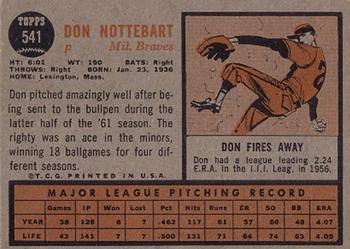 TOPPS
541
DON NOTTEBART
p Mil. Braves
HT: 6:01 WT: 190 BATS: Right
THROWS: Right BORN: Jan. 23, 1936
HOME: Lexington, Mass.
Don pitched amazingly well after being sent to the bullpen during the latter half of the '61 season. The righty was an ace in the minors, winning 18 ballgames for four different seasons.
©T.C.G. PRINTED IN U.S.A.
DON FIRES AWAY
Don had a league leading 2.24
E.R.A. in the I.I.I. Leag. in 1956.
MAJOR LEAGUE PITCHING RECORD
Games IP Won Lost Pct. Hits Runs ER SO BB ERA
YEAR 38 126 6 7 .462 117 61 57 66 48 4.07
LIFE 43 141 7 7 .500 131 68 64 74 63 4.09